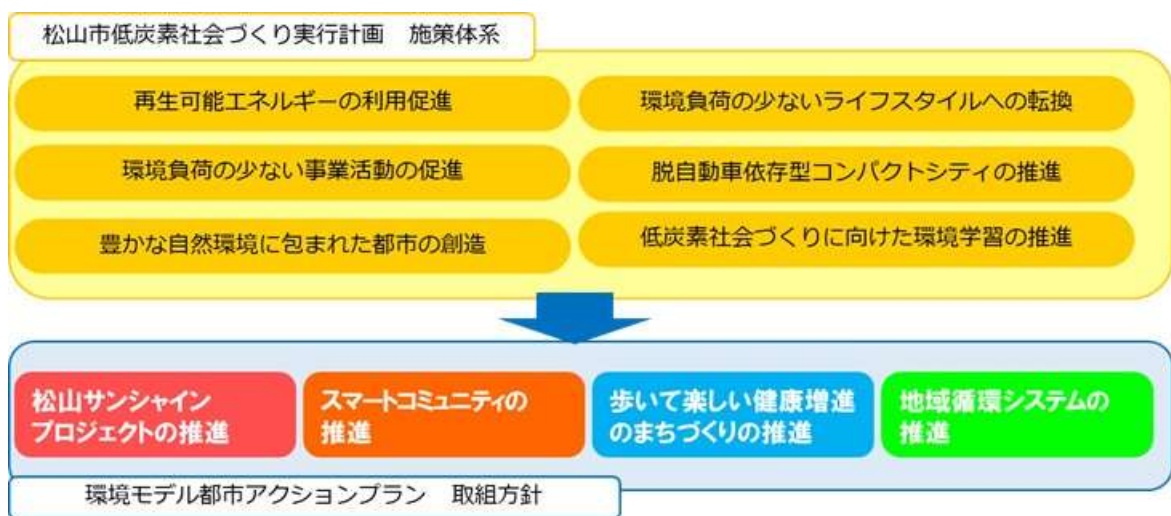 松山市低炭素社会づくり実行計画　施策体系
再生可能エネルギーの利用促進
環境負荷の少ないライフスタイルへの転換
環境負荷の少ない事業活動の促進
脱自動車依存型コンパクトシティの推進
豊かな自然環境に包まれた都市の創造
低炭素社会づくりに向けた環境学習の推進
松山サンシャイン
プロジェクトの推進
スマートコミュニティの
推進
歩いて楽しい健康増進
のまちづくりの推進
地域循環システムの
推進
環境モデル都市アクションプラン　取組方針